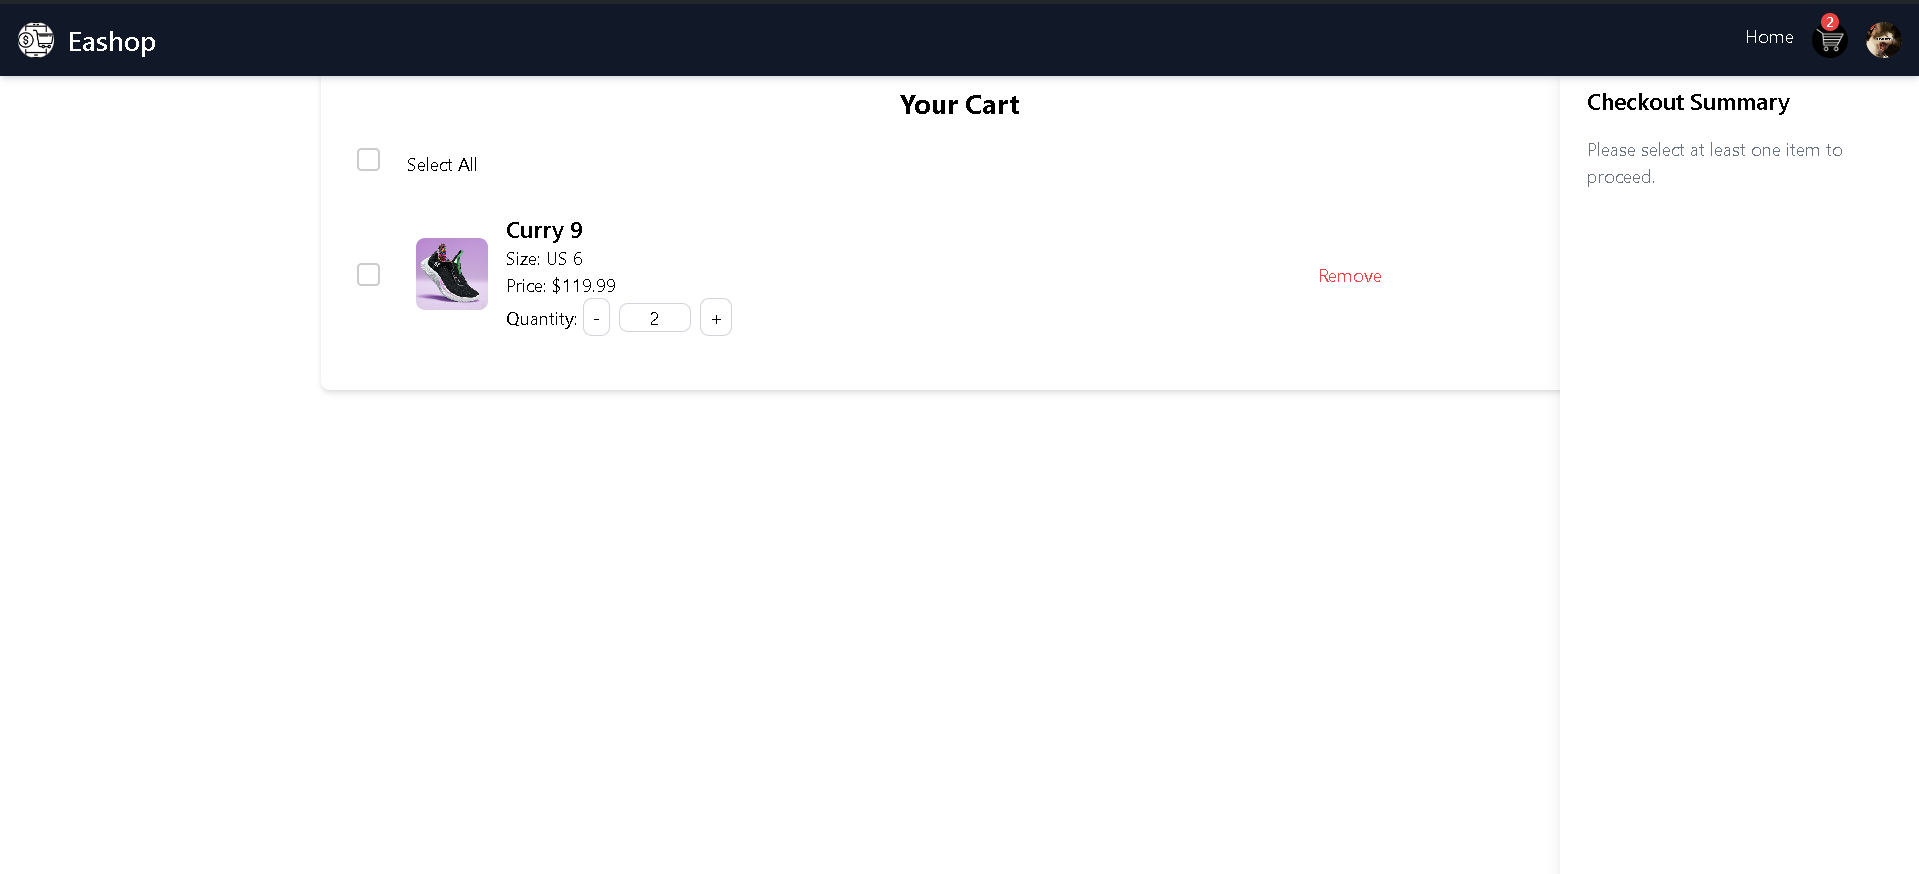 Eashop
Home
2
Your Cart
Select All
Curry 9
Size: US 6
Price: $119.99
Quantity: - 2 +
Remove
Checkout Summary
Please select at least one item to
proceed.